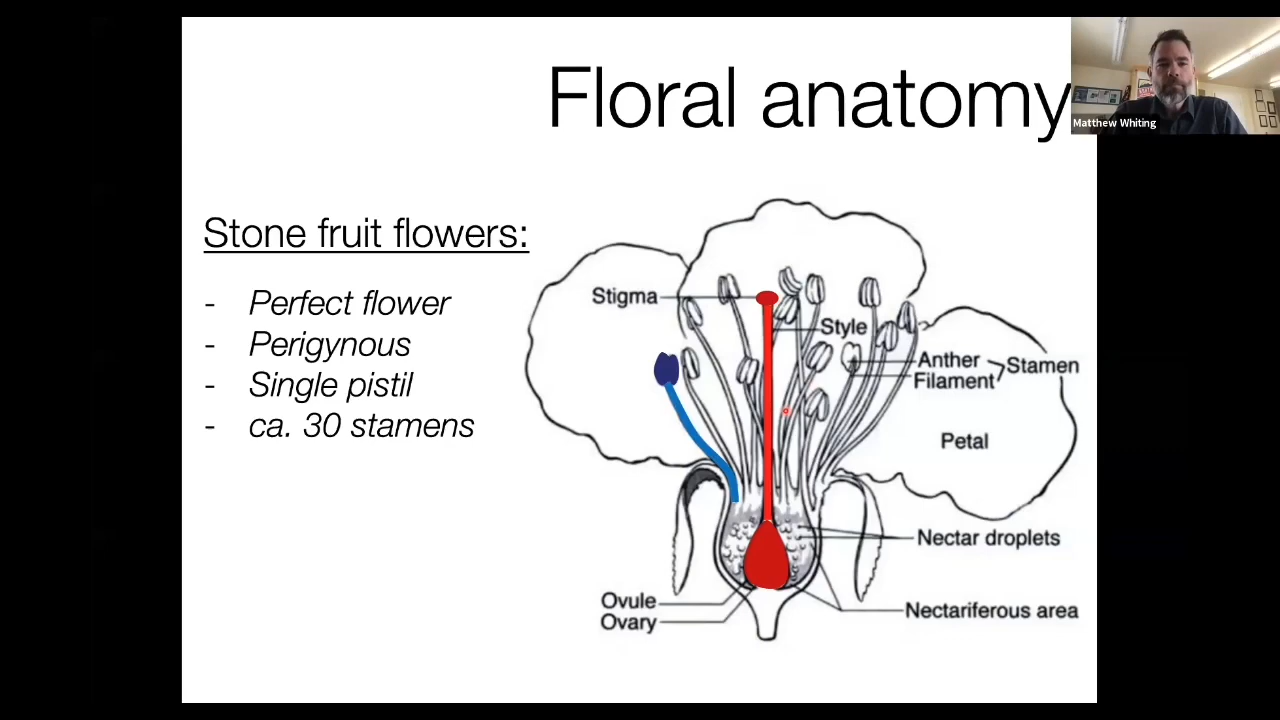 Floral anatomy
Matthew Whiting
Stone fruit flowers:
- Perfect flower
- Perigynous
- Single pistil
- ca. 30 stamens
Stigma
Style
Anther
Filament
Stamen
Petal
Nectar droplets
Ovule
Ovary
Nectariferous area